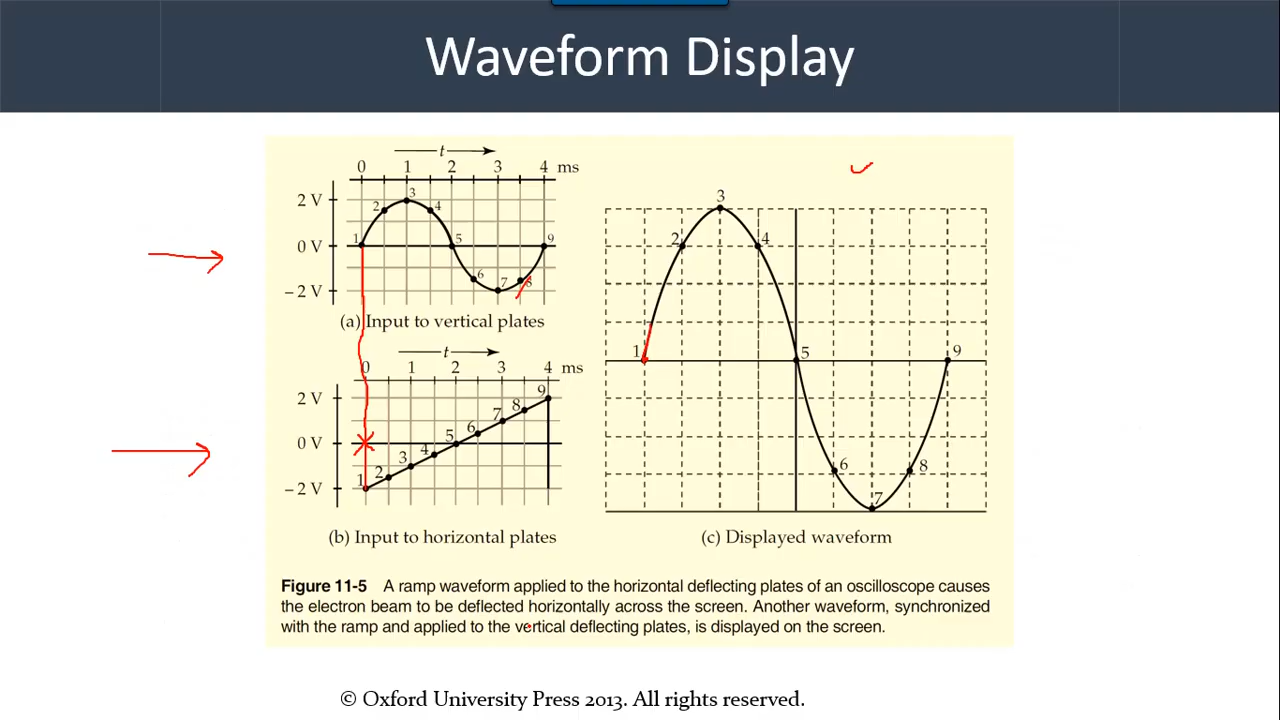 Waveform Display
t
0 1 2 3 4 ms
2 V
0 V
– 2 V
1 2 3 4 5 6 7 8 9
(a) Input to vertical plates
t
0 1 2 3 4 ms
2 V
0 V
– 2 V
1 2 3 4 5 6 7 8 9
(b) Input to horizontal plates
1 2 3 4 5 6 7 8 9
(c) Displayed waveform
Figure 11-5 A ramp waveform applied to the horizontal deflecting plates of an oscilloscope causes
the electron beam to be deflected horizontally across the screen. Another waveform, synchronized
with the ramp and applied to the vertical deflecting plates, is displayed on the screen.
© Oxford University Press 2013. All rights reserved.